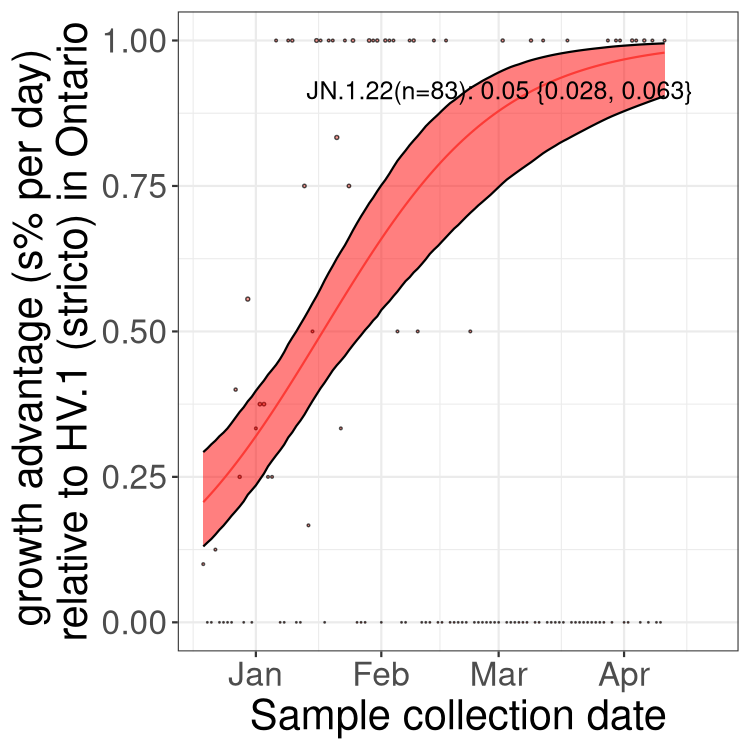 growth advantage (s% per day)
relative to HV.1 (stricto) in Ontario
1.00
0.75
0.50
0.25
0.00
JN.1.22(n=83): 0.05 {0.028, 0.063}
Jan Feb Mar Apr
Sample collection date